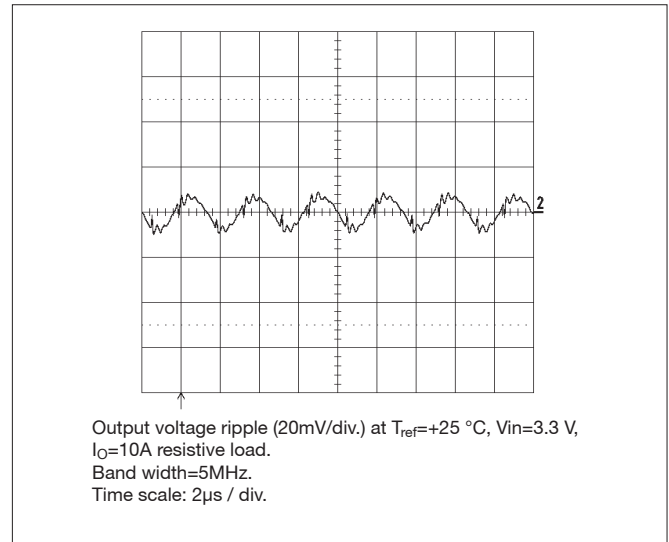 2
Output voltage ripple (20mV/div.) at Tref=+25 °C, Vin=3.3 V,
IO=10A resistive load.
Band width=5MHz.
Time scale: 2µs / div.